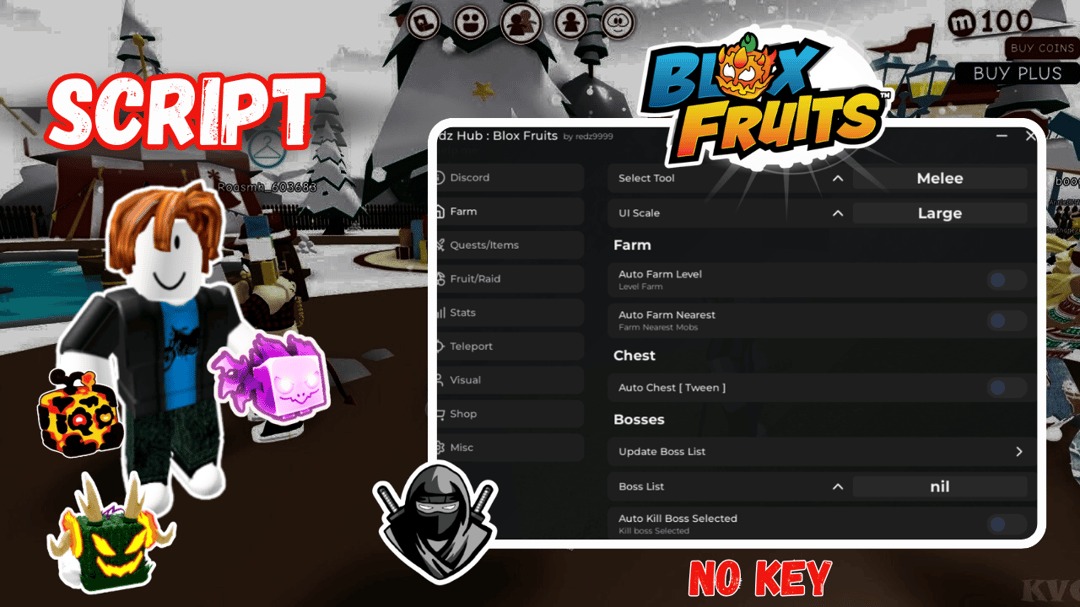 100
BUY COINS
BUY PLUS
SCRIPT
BLOX
FRUITS™
dz Hub : Blox Fruits by redz9999
Discord
Farm
Quests/Items
Fruit/Raid
Stats
Teleport
Visual
Shop
Misc
Select Tool
Melee
UI Scale
Large
Farm
Auto Farm Level
Level Farm
Auto Farm Nearest
Farm Nearest Mobs
Chest
Auto Chest [ Tween ]
Bosses
Update Boss List
Boss List
nil
Auto Kill Boss Selected
Kill boss Selected
NO KEY